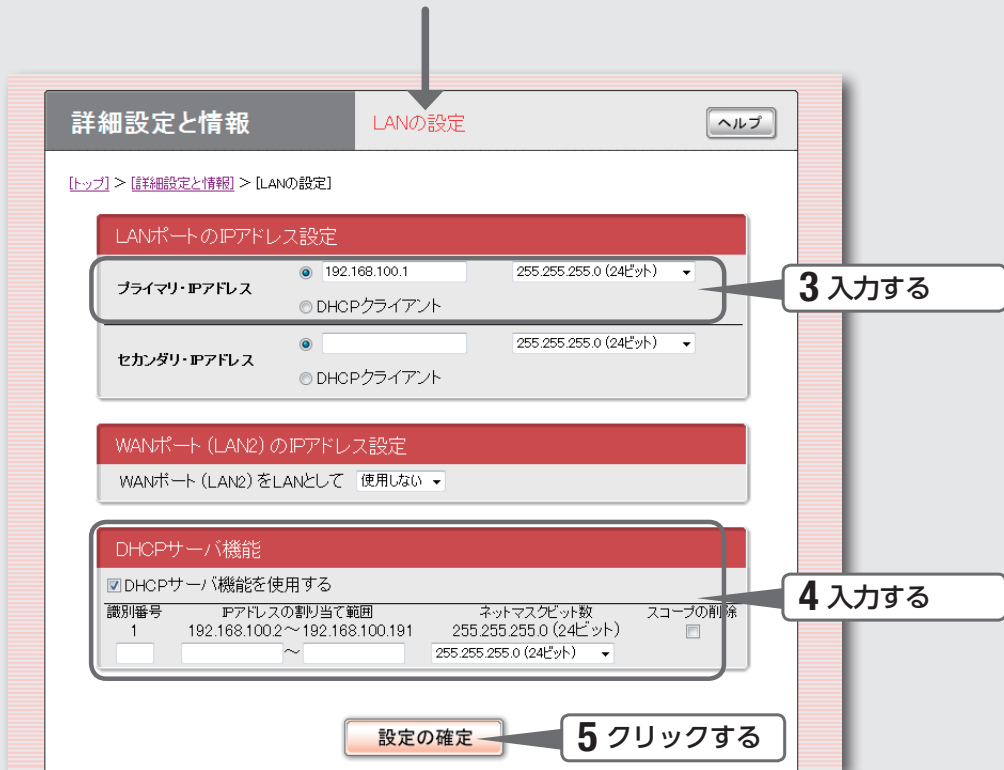 詳細設定と情報 LANの設定 ヘルプ
[トップ] > [詳細設定と情報] > [LANの設定]
LANポートのIPアドレス設定
プライマリ・IPアドレス 192.168.100.1 255.255.255.0 (24ビット)
DHCPクライアント
3 入力する
セカンダリ・IPアドレス 255.255.255.0 (24ビット)
DHCPクライアント
WANポート (LAN2) のIPアドレス設定
WANポート (LAN2) をLANとして 使用しない
DHCPサーバ機能
DHCPサーバ機能を使用する
4 入力する
識別番号 IPアドレスの割り当て範囲 ネットマスクビット数 スコープの削除
1 192.168.100.2～192.168.100.191 255.255.255.0 (24ビット)
～ 255.255.255.0 (24ビット)
設定の確定
5 クリックする